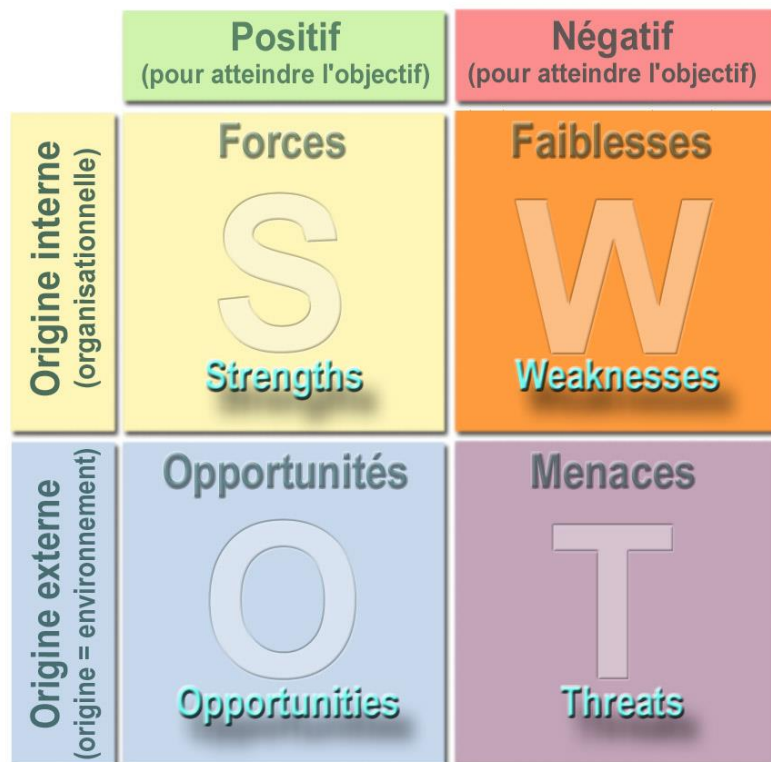 Positif
(pour atteindre l'objectif)
Négatif
(pour atteindre l'objectif)
Origine interne
(organisationnelle)
Forces
S
Strengths
Faiblesses
W
Weaknesses
Origine externe
(origine = environnement)
Opportunités
O
Opportunities
Menaces
T
Threats